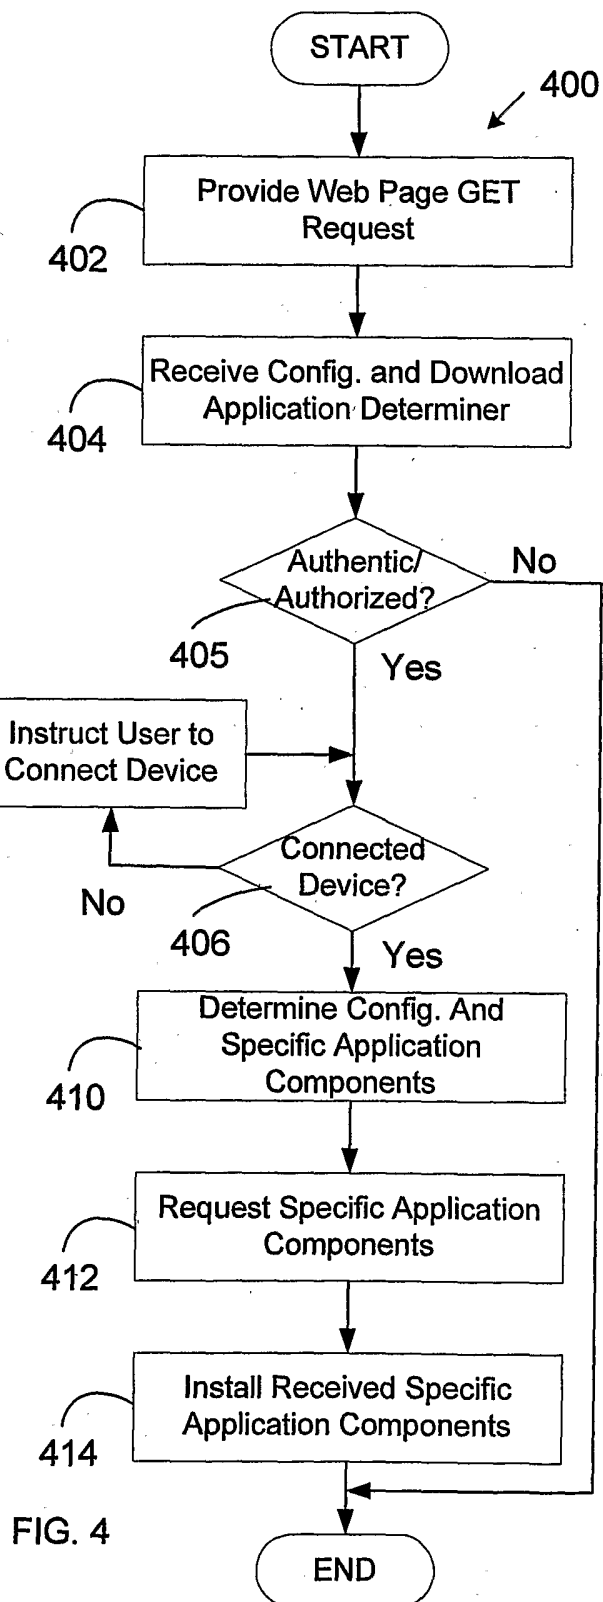 START
400
Provide Web Page GET
Request
402
Receive Config. and Download
Application Determiner
404
Authentic/
Authorized?
No
405
Yes
Instruct User to
Connect Device
Connected
Device?
No
406
Yes
Determine Config. And
Specific Application
Components
410
Request Specific Application
Components
412
Install Received Specific
Application Components
414
FIG. 4
END